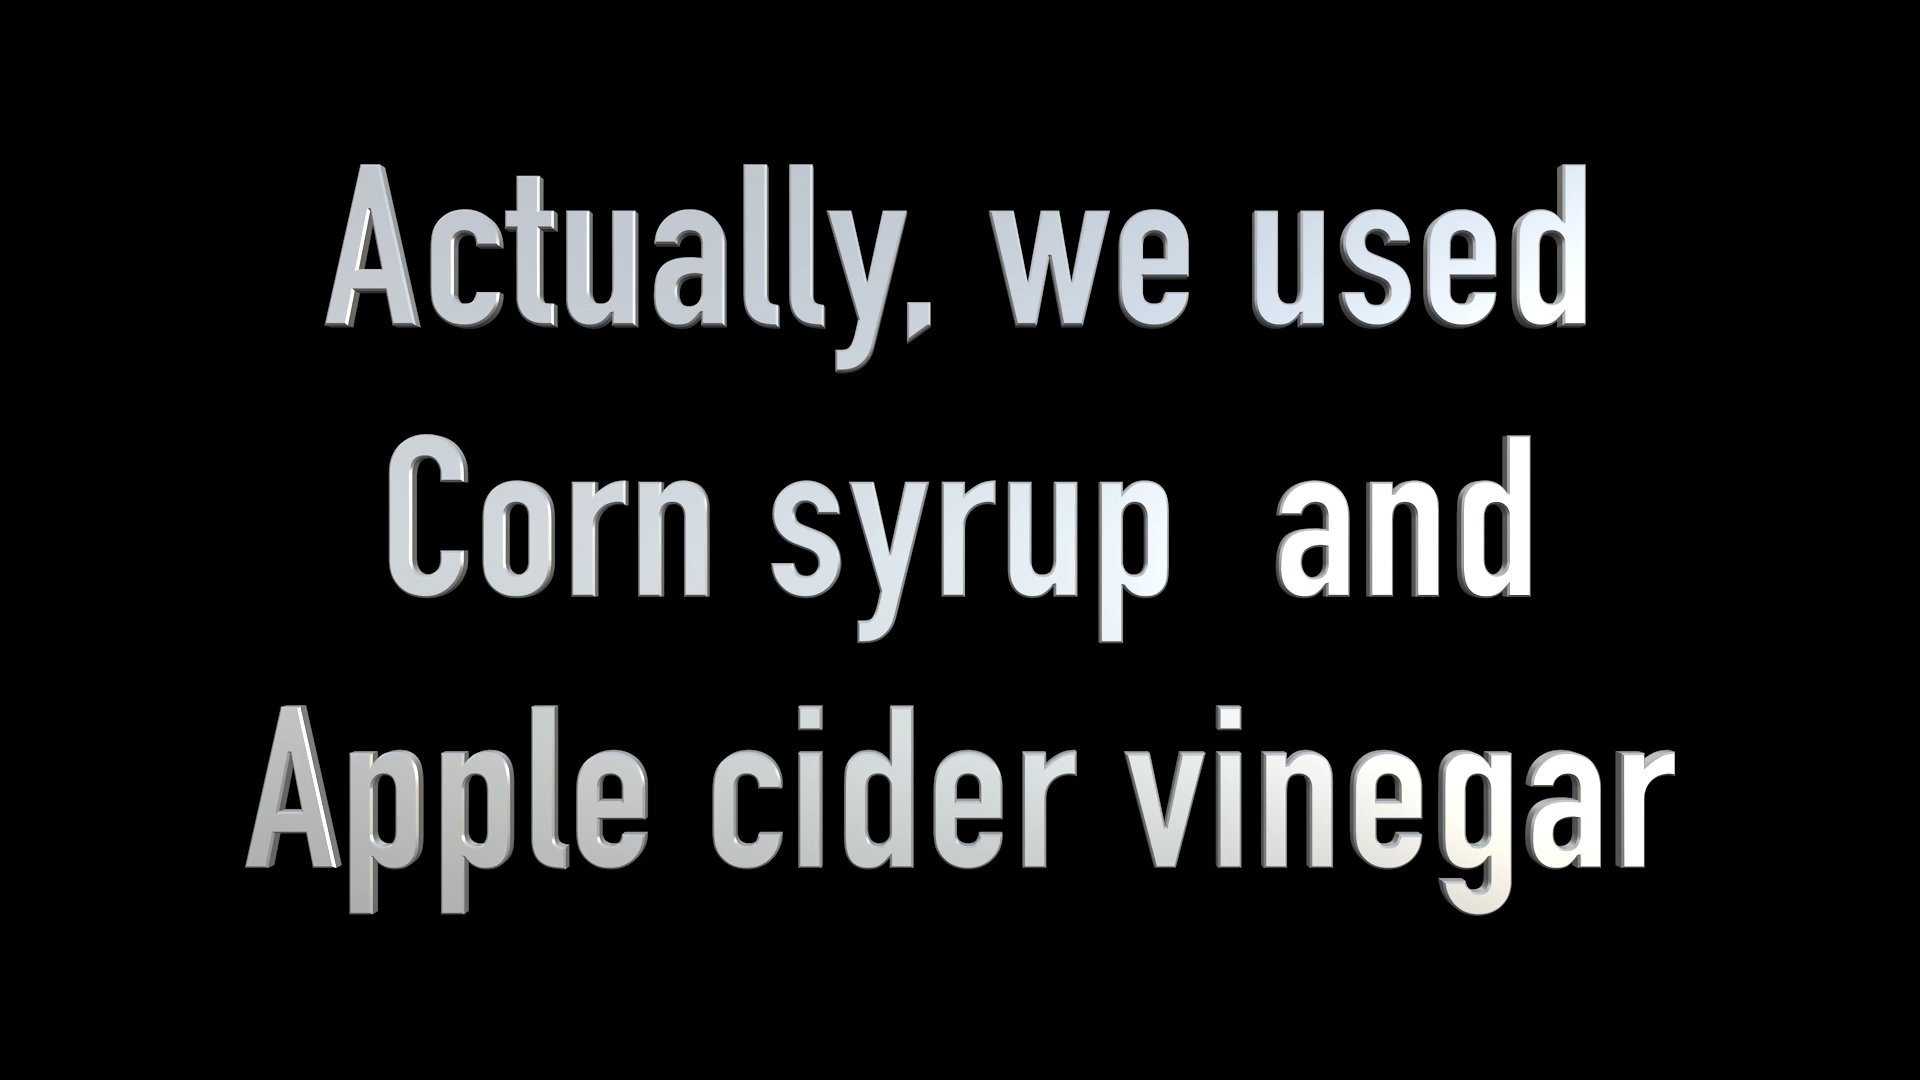 Actually, we used
Corn syrup  and
Apple cider vinegar